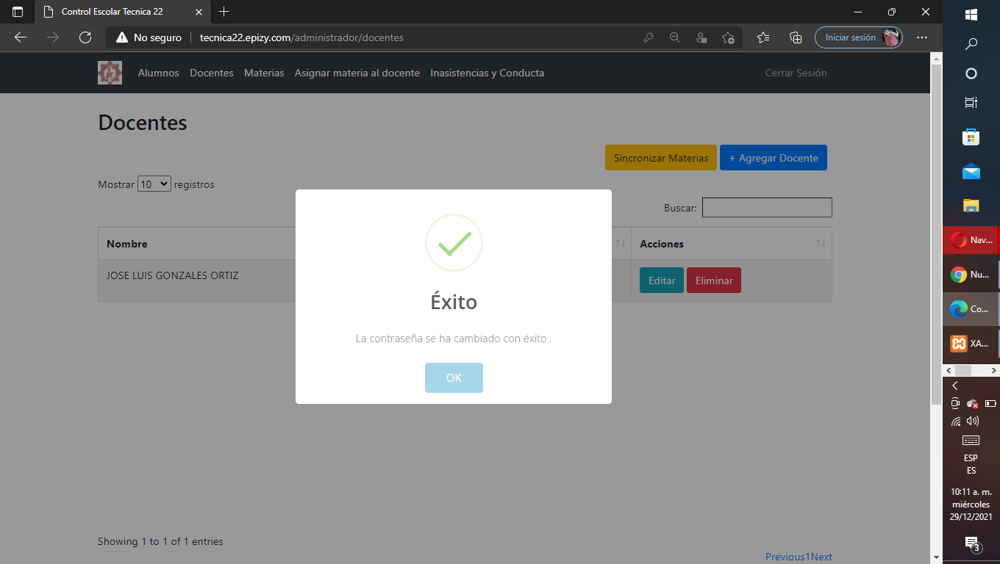 Control Escolar Tecnica 22
No seguro
tecnica22.epizy.com/administrador/docentes
Iniciar sesión
Alumnos Docentes Materias Asignar materia al docente Inasistencias y Conducta Cerrar Sesión
Docentes
Sincronizar Materias + Agregar Docente
Mostrar 10 registros
Buscar:
Nombre Acciones
JOSE LUIS GONZALES ORTIZ Editar Eliminar
Éxito
La contraseña se ha cambiado con éxito..
OK
Showing 1 to 1 of 1 entries
Previous1Next
Nav...
Nu...
Co...
XA...
ESP
ES
10:11 a. m.
miércoles
29/12/2021
3